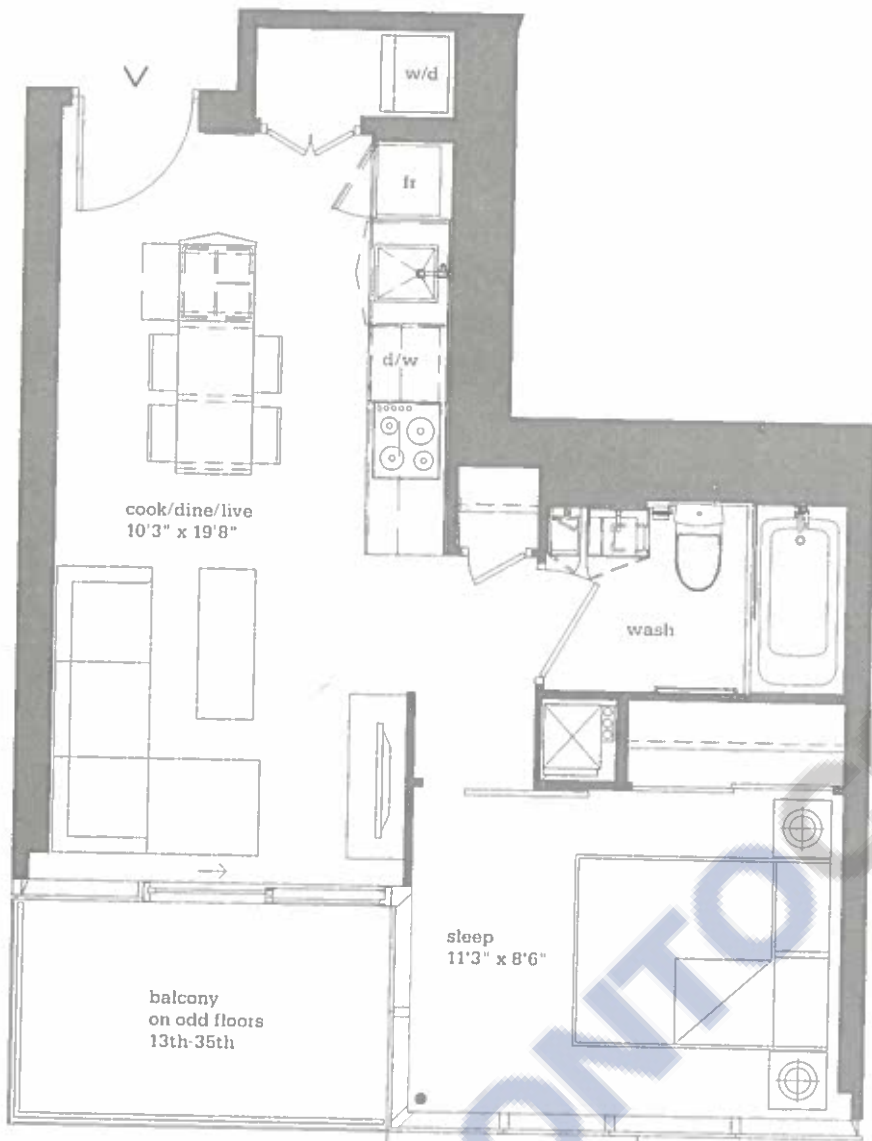 w/d
fr
d/w
cook/dine/live
10'3" x 19'8"
wash
sleep
11'3" x 8'6"
balcony
on odd floors
13th-35th
ONTO